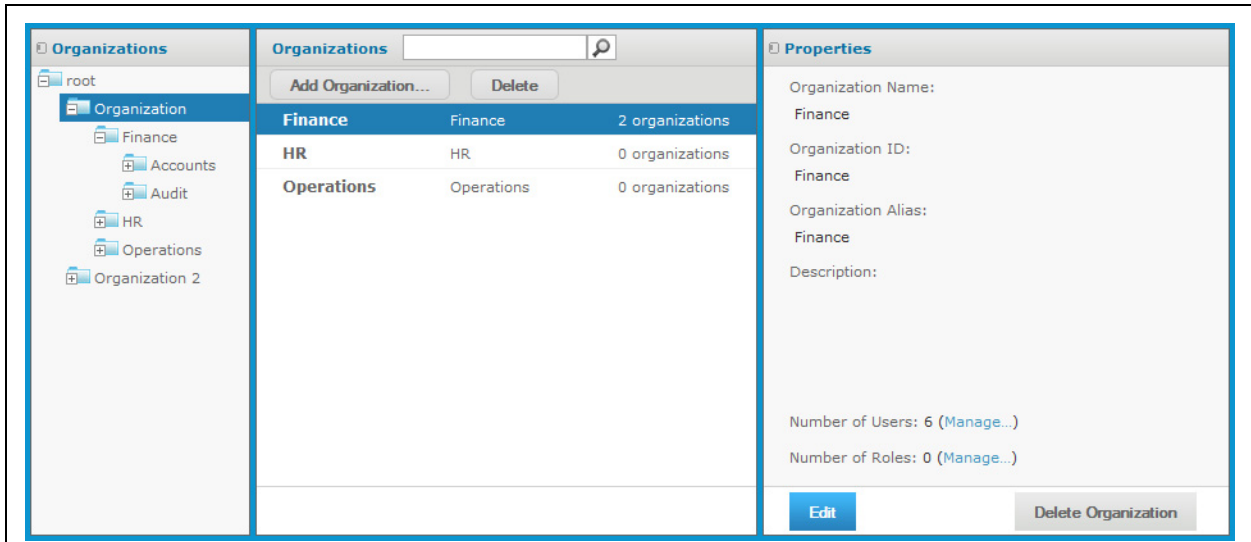 Organizations
root
Organization
Finance
Accounts
Audit
HR
Operations
Organization 2
Organizations
Add Organization... Delete
Finance Finance 2 organizations
HR HR 0 organizations
Operations Operations 0 organizations
Properties
Organization Name:
Finance
Organization ID:
Finance
Organization Alias:
Finance
Description:
Number of Users: 6 (Manage...)
Number of Roles: 0 (Manage...)
Edit Delete Organization